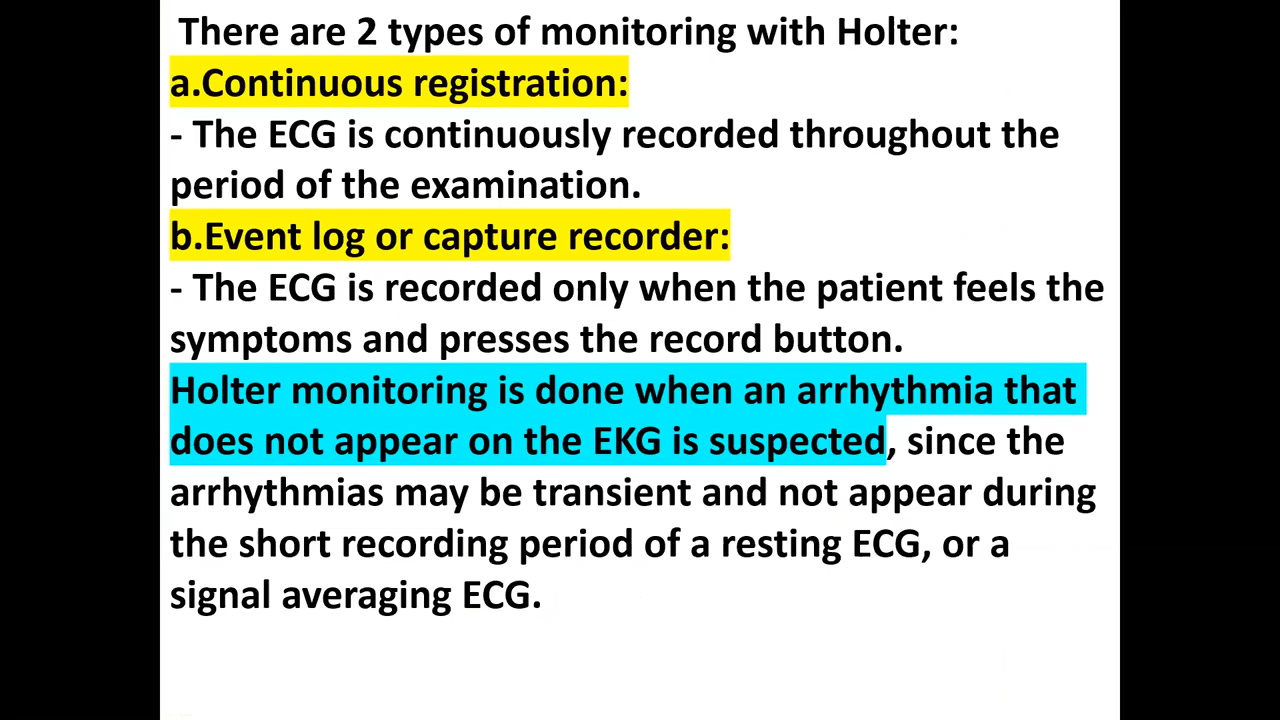 There are 2 types of monitoring with Holter:
a.Continuous registration:
- The ECG is continuously recorded throughout the
period of the examination.
b.Event log or capture recorder:
- The ECG is recorded only when the patient feels the
symptoms and presses the record button.
Holter monitoring is done when an arrhythmia that
does not appear on the EKG is suspected, since the
arrhythmias may be transient and not appear during
the short recording period of a resting ECG, or a
signal averaging ECG.